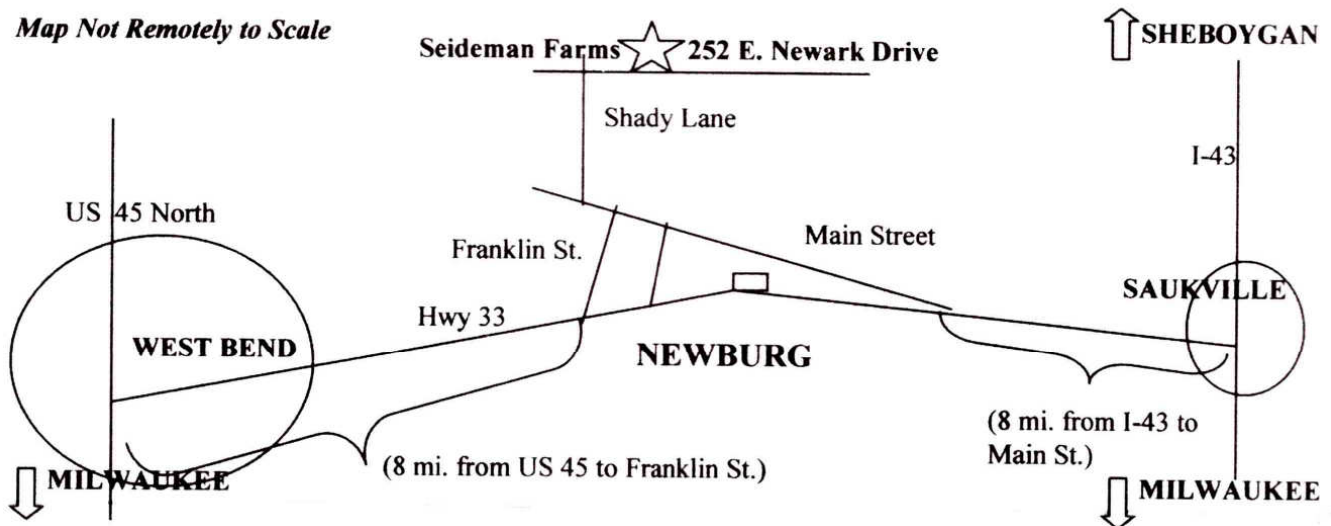 Map Not Remotely to Scale
Seideman Farms 252 E. Newark Drive
SHEBOYGAN
Shady Lane
I-43
US 45 North
Franklin St.
Main Street
Hwy 33
SAUKVILLE
WEST BEND
NEWBURG
(8 mi. from US 45 to Franklin St.)
(8 mi. from I-43 to
Main St.)
MILWAUKEE
MILWAUKEE